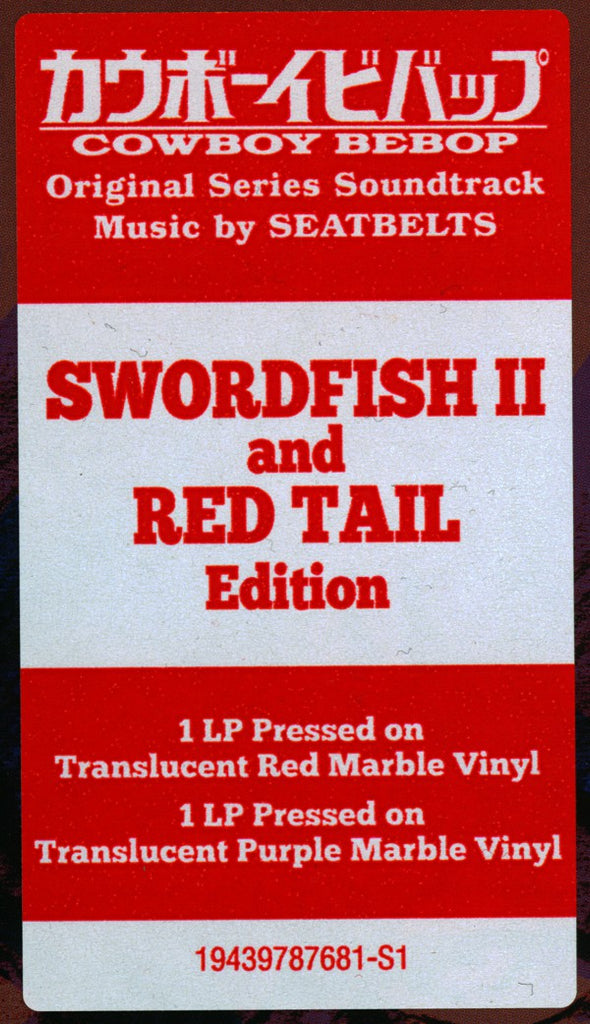 カウボーイビバップ
COWBOY BEBOP
Original Series Soundtrack
Music by SEATBELTS
SWORDFISH II
and
RED TAIL
Edition
1 LP Pressed on
Translucent Red Marble Vinyl
1 LP Pressed on
Translucent Purple Marble Vinyl
19439787681-S1